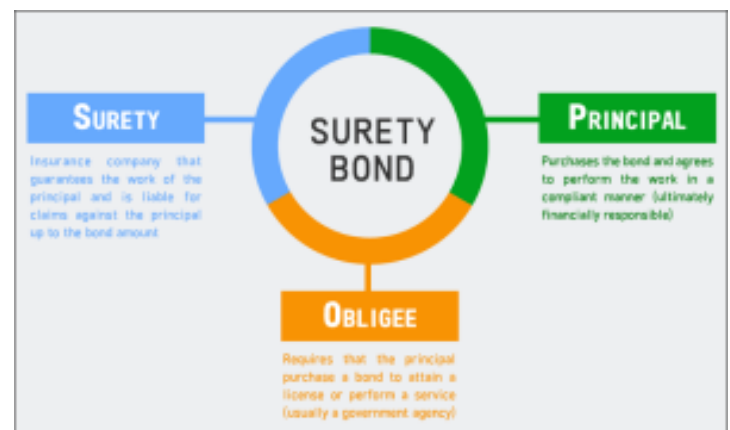 SURETY
BOND
SURETY
Insurance company that
guarantees the work of the
principal and is liable for
claims against the principal
up to the bond amount
PRINCIPAL
Purchases the bond and agrees
to perform the work in a
compliant manner (ultimately
financially responsible)
OBLIGEE
Requires that the principal
purchase a bond to attain a
license or perform a service
(usually a government agency)